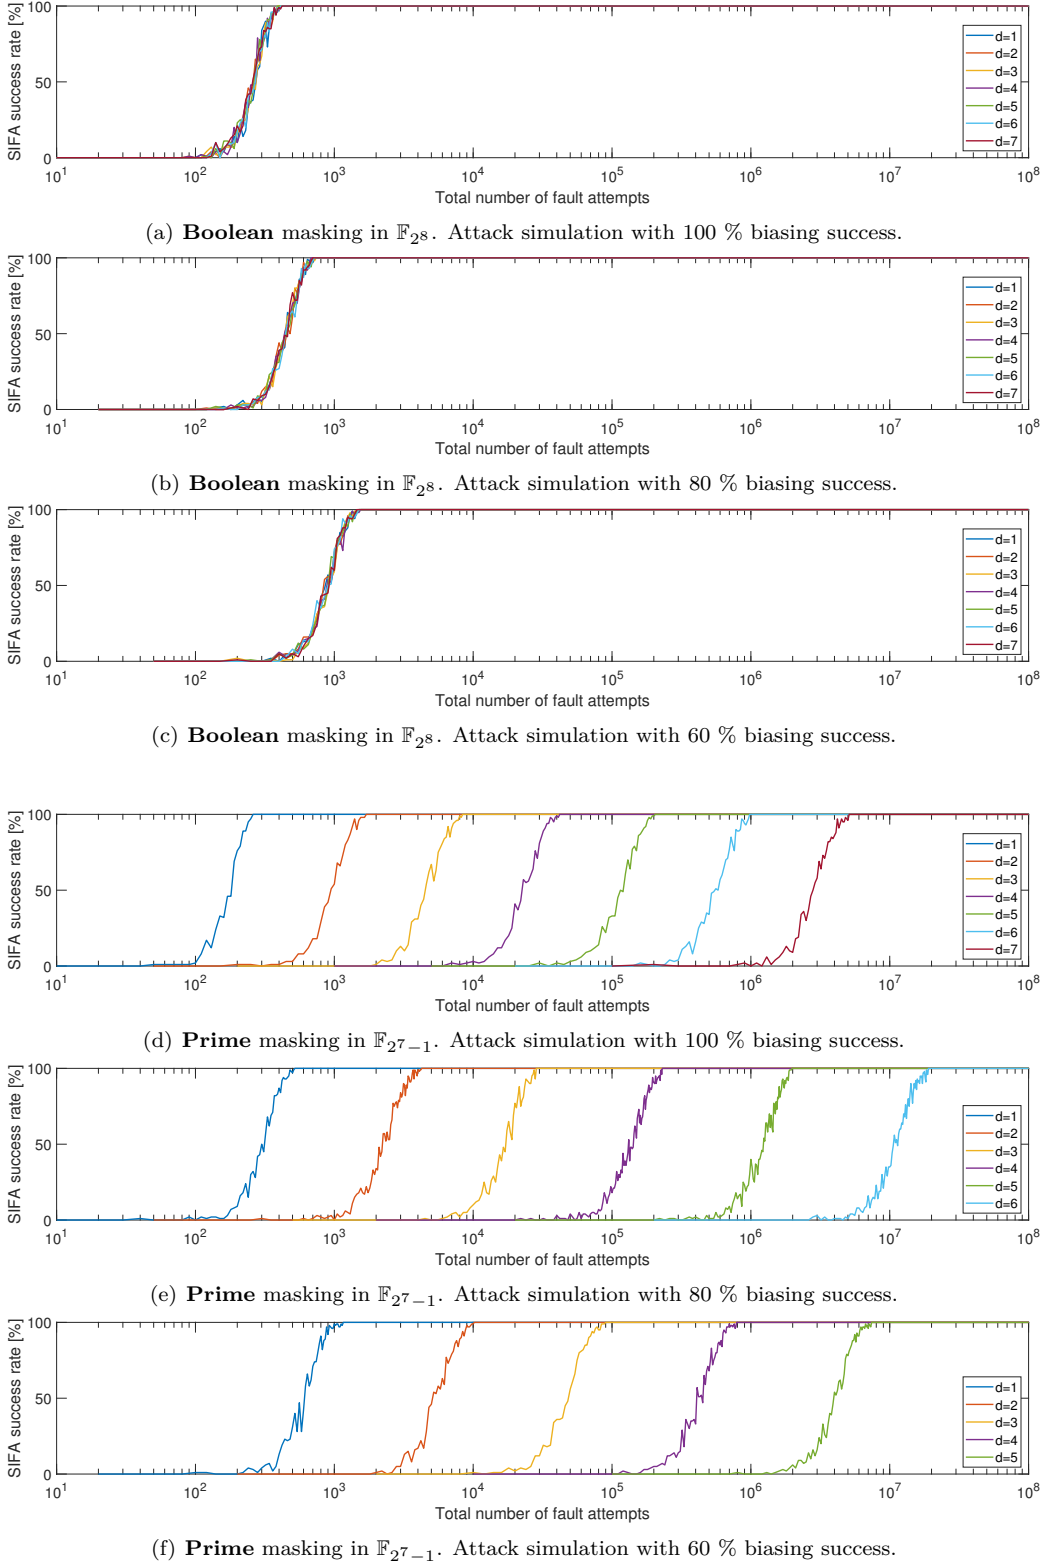 SIFA success rate [%]
100
50
0
d=1
d=2
d=3
d=4
d=5
d=6
d=7
10^1 10^2 10^3 10^4 10^5 10^6 10^7 10^8
Total number of fault attempts
(a) Boolean masking in 𝔽_{2^8}. Attack simulation with 100 % biasing success.
SIFA success rate [%]
100
50
0
d=1
d=2
d=3
d=4
d=5
d=6
d=7
10^1 10^2 10^3 10^4 10^5 10^6 10^7 10^8
Total number of fault attempts
(b) Boolean masking in 𝔽_{2^8}. Attack simulation with 80 % biasing success.
SIFA success rate [%]
100
50
0
d=1
d=2
d=3
d=4
d=5
d=6
d=7
10^1 10^2 10^3 10^4 10^5 10^6 10^7 10^8
Total number of fault attempts
(c) Boolean masking in 𝔽_{2^8}. Attack simulation with 60 % biasing success.
SIFA success rate [%]
100
50
0
d=1
d=2
d=3
d=4
d=5
d=6
d=7
10^1 10^2 10^3 10^4 10^5 10^6 10^7 10^8
Total number of fault attempts
(d) Prime masking in 𝔽_{2^7−1}. Attack simulation with 100 % biasing success.
SIFA success rate [%]
100
50
0
d=1
d=2
d=3
d=4
d=5
d=6
10^1 10^2 10^3 10^4 10^5 10^6 10^7 10^8
Total number of fault attempts
(e) Prime masking in 𝔽_{2^7−1}. Attack simulation with 80 % biasing success.
SIFA success rate [%]
100
50
0
d=1
d=2
d=3
d=4
d=5
10^1 10^2 10^3 10^4 10^5 10^6 10^7 10^8
Total number of fault attempts
(f) Prime masking in 𝔽_{2^7−1}. Attack simulation with 60 % biasing success.